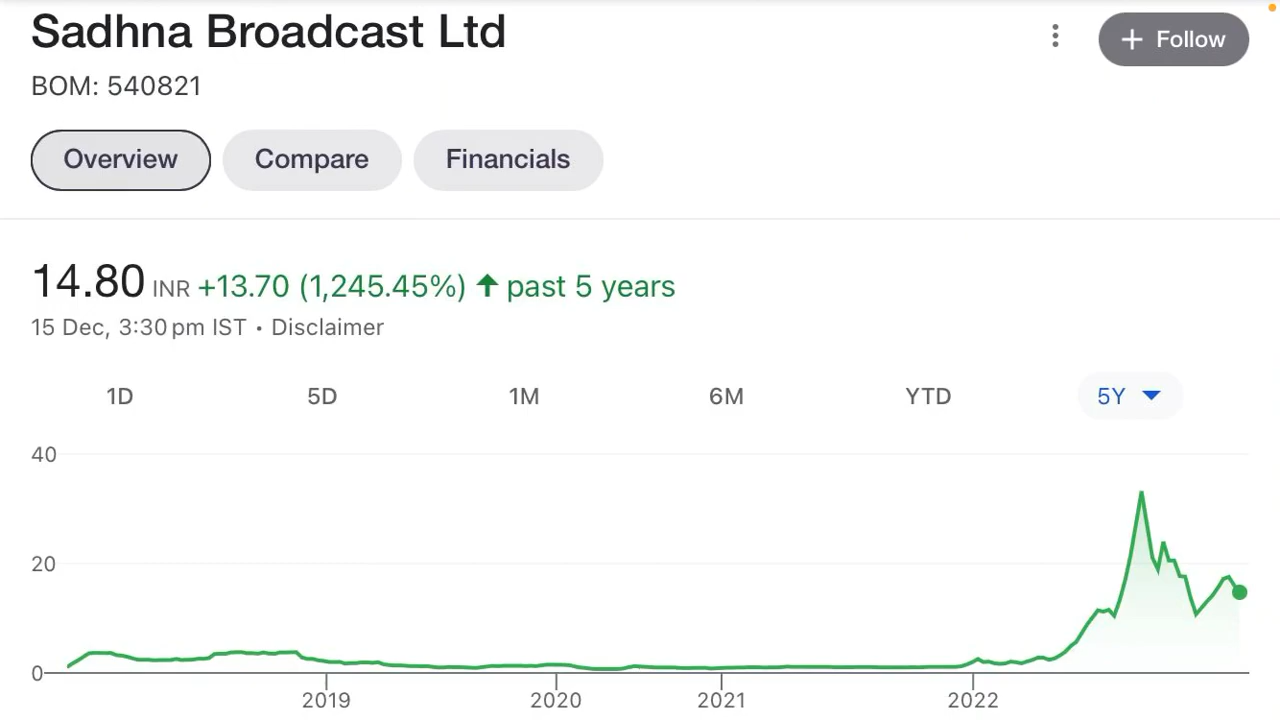 Sadhna Broadcast Ltd
+ Follow
BOM: 540821
Overview Compare Financials
14.80 INR +13.70 (1,245.45%) ↑ past 5 years
15 Dec, 3:30 pm IST • Disclaimer
1D 5D 1M 6M YTD 5Y
40
20
0
2019 2020 2021 2022